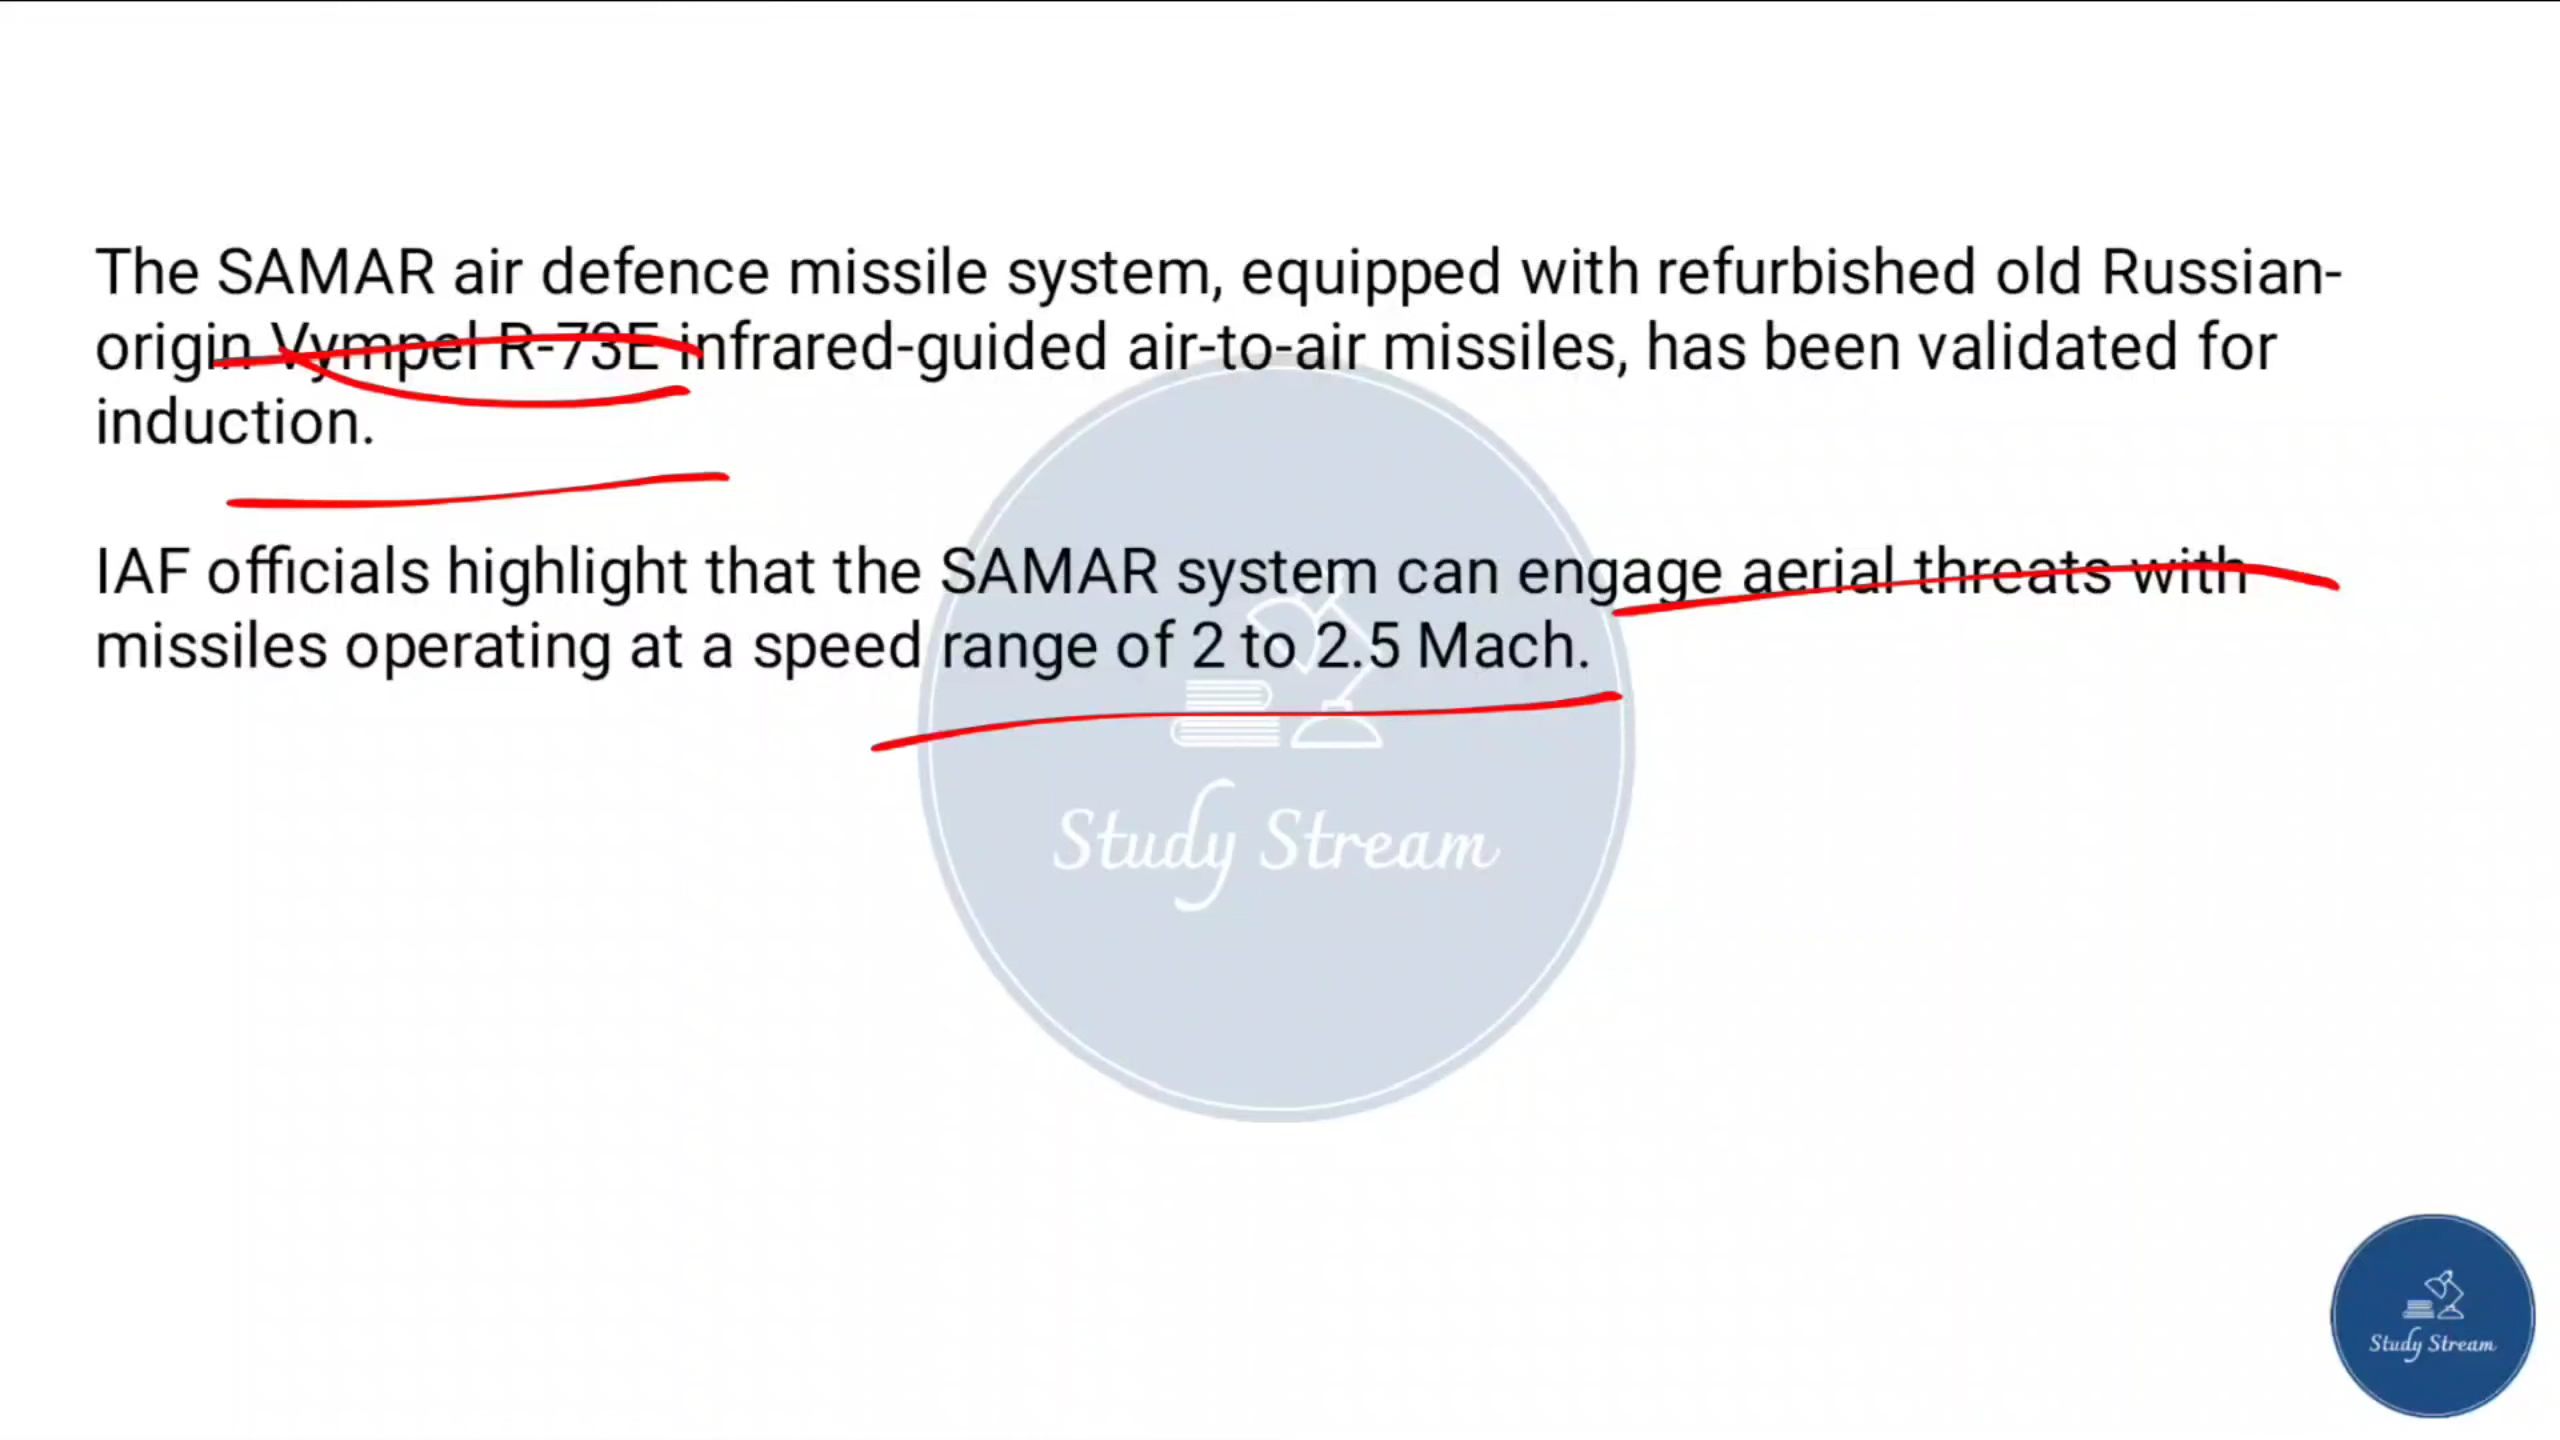 The SAMAR air defence missile system, equipped with refurbished old Russian-
origin Vympel R-73E infrared-guided air-to-air missiles, has been validated for
induction.
IAF officials highlight that the SAMAR system can engage aerial threats with
missiles operating at a speed range of 2 to 2.5 Mach.
Study Stream
Study Stream